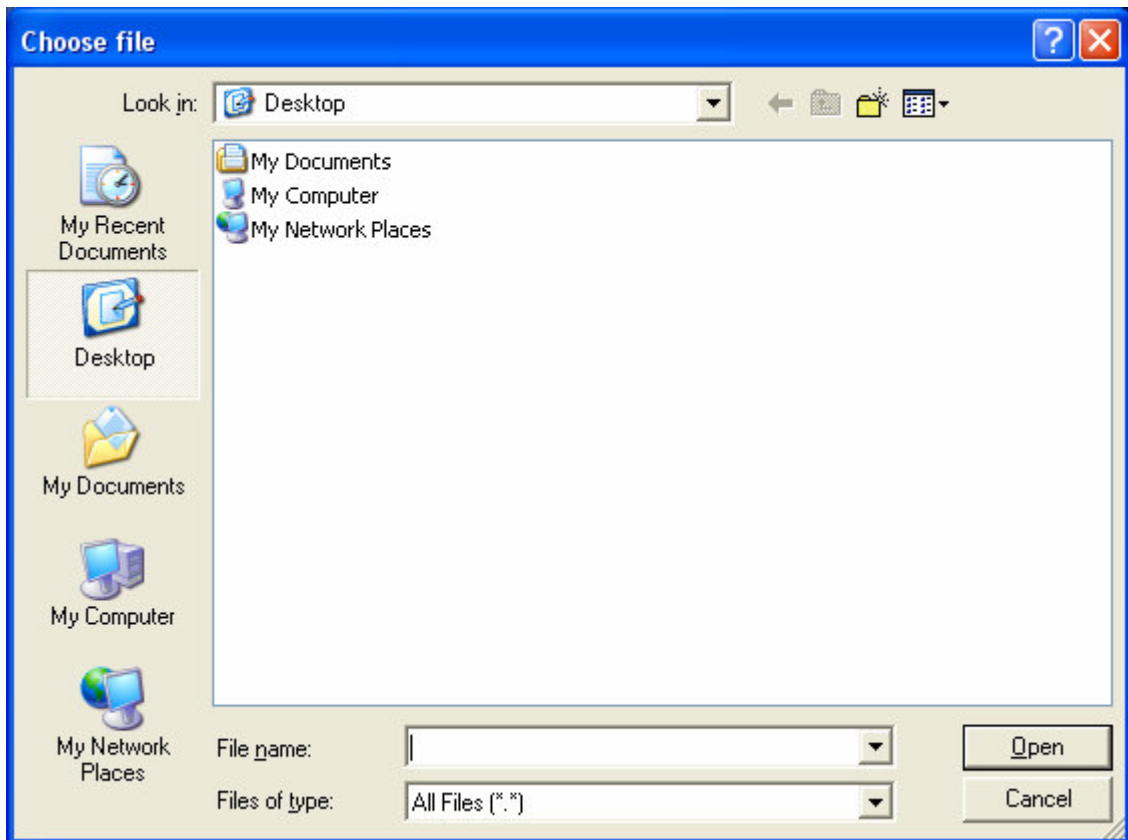 Choose file
Look in:
Desktop
My Recent
Documents
Desktop
My Documents
My Computer
My Network
Places
My Documents
My Computer
My Network Places
File name:
Open
Files of type:
All Files (*.*)
Cancel